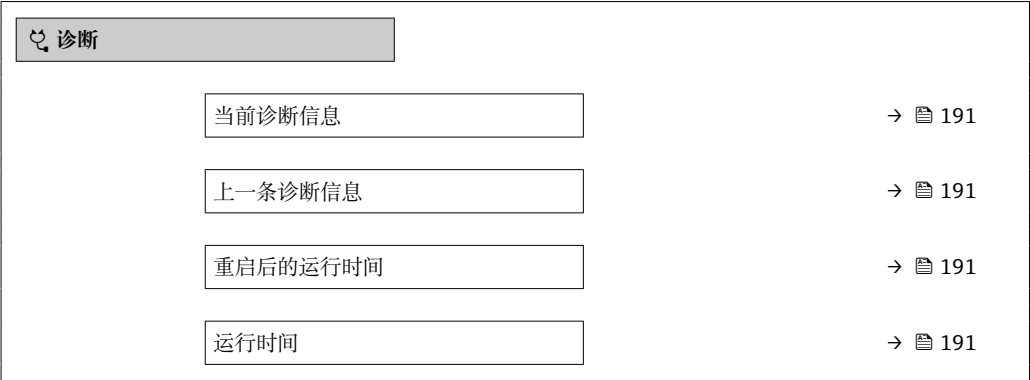 诊断
当前诊断信息 → 191
上一条诊断信息 → 191
重启后的运行时间 → 191
运行时间 → 191